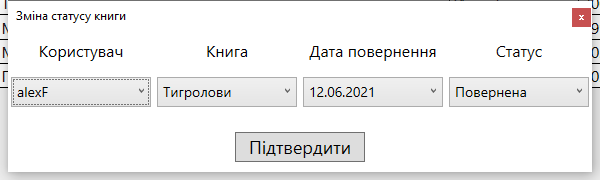 Зміна статусу книги
x
Користувач Книга Дата повернення Статус
alexF Тигролови 12.06.2021 Повернена
Підтвердити